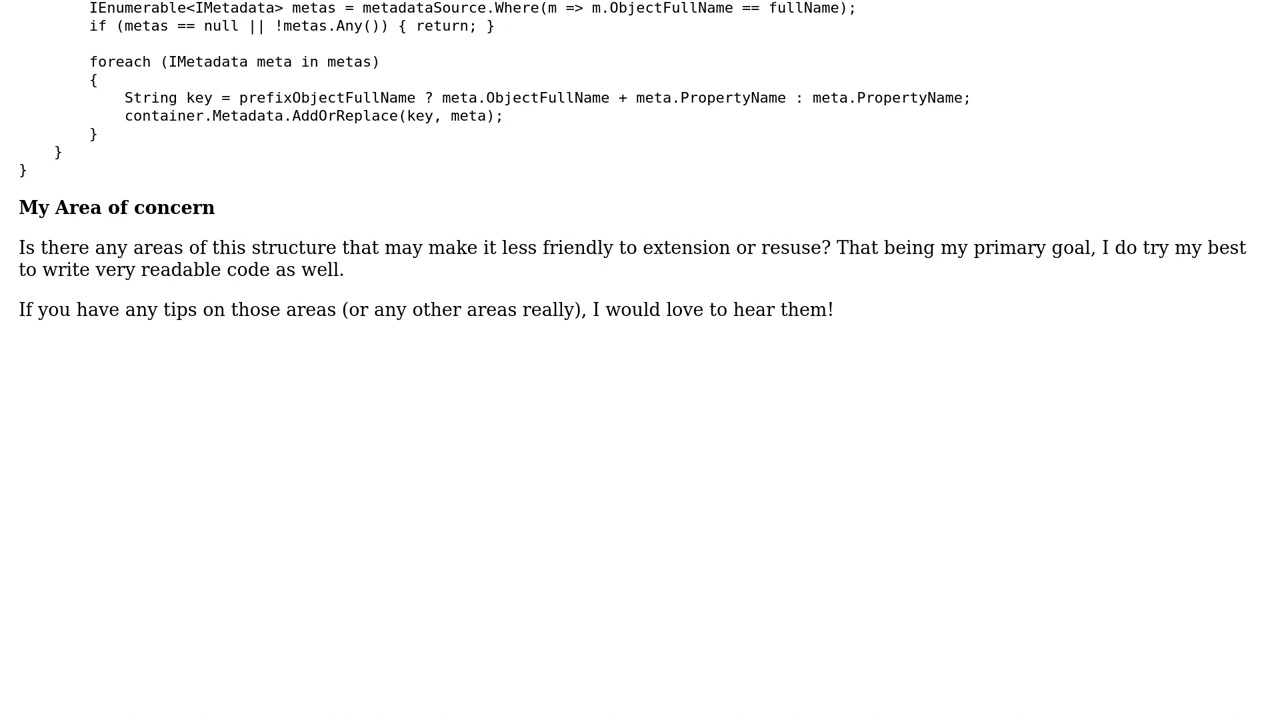 IEnumerable<IMetadata> metas = metadataSource.Where(m => m.ObjectFullName == fullName);
if (metas == null || !metas.Any()) { return; }
foreach (IMetadata meta in metas)
{
String key = prefixObjectFullName ? meta.ObjectFullName + meta.PropertyName : meta.PropertyName;
container.Metadata.AddOrReplace(key, meta);
}
}
}
My Area of concern
Is there any areas of this structure that may make it less friendly to extension or resuse? That being my primary goal, I do try my best
to write very readable code as well.
If you have any tips on those areas (or any other areas really), I would love to hear them!